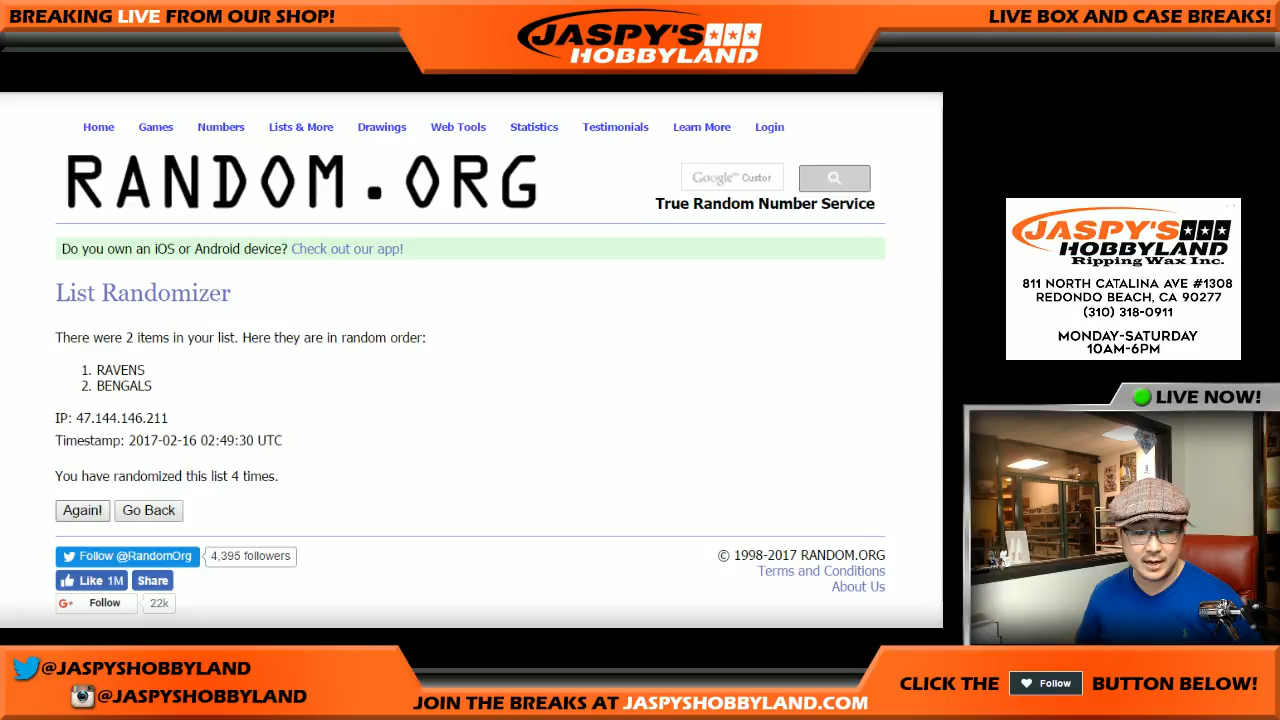 BREAKING LIVE FROM OUR SHOP!
JASPY'S
HOBBYLAND
LIVE BOX AND CASE BREAKS!
Home Games Numbers Lists & More Drawings Web Tools Statistics Testimonials Learn More Login
RANDOM.ORG
Google™ Custor
True Random Number Service
Do you own an iOS or Android device? Check out our app!
List Randomizer
There were 2 items in your list. Here they are in random order:
1. RAVENS
2. BENGALS
IP: 47.144.146.211
Timestamp: 2017-02-16 02:49:30 UTC
You have randomized this list 4 times.
Again! Go Back
Follow @RandomOrg 4,395 followers
Like 1M Share
G+ Follow 22k
© 1998-2017 RANDOM.ORG
Terms and Conditions
About Us
JASPY'S
HOBBYLAND
Ripping Wax Inc.
811 NORTH CATALINA AVE #1308
REDONDO BEACH, CA 90277
(310) 318-0911
MONDAY-SATURDAY
10AM-6PM
LIVE NOW!
@JASPYSHOBBYLAND
@JASPYSHOBBYLAND
JOIN THE BREAKS AT JASPYSHOBBYLAND.COM
CLICK THE Follow BUTTON BELOW!